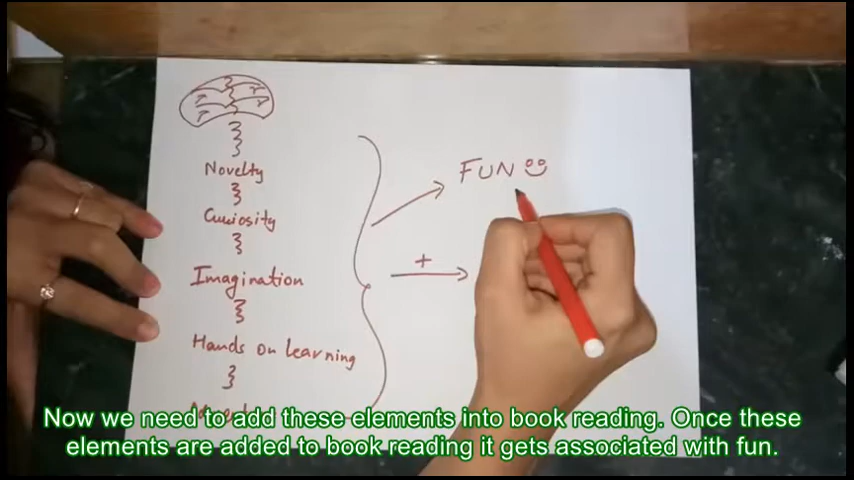 Novelty
Curiosity
Imagination
Hands on learning
FUN
+
Now we need to add these elements into book reading. Once these
elements are added to book reading it gets associated with fun.